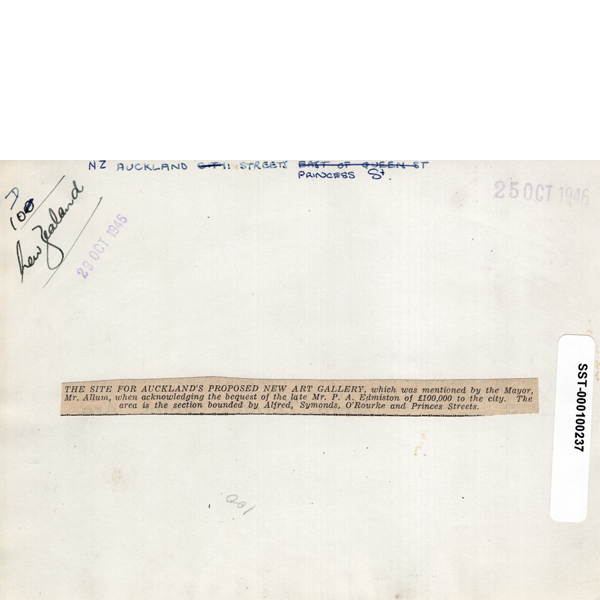 NZ AUCKLAND CITY: STREETS EAST OF QUEEN ST
PRINCESS St.
25 OCT 1946
D
100
New Zealand
23 OCT 1946
THE SITE FOR AUCKLAND'S PROPOSED NEW ART GALLERY, which was mentioned by the Mayor,
Mr. Allum, when acknowledging the bequest of the late Mr. P. A. Edmiston of £100,000 to the city. The
area is the section bounded by Alfred, Symonds, O'Rourke and Princes Streets.
SST-000100237